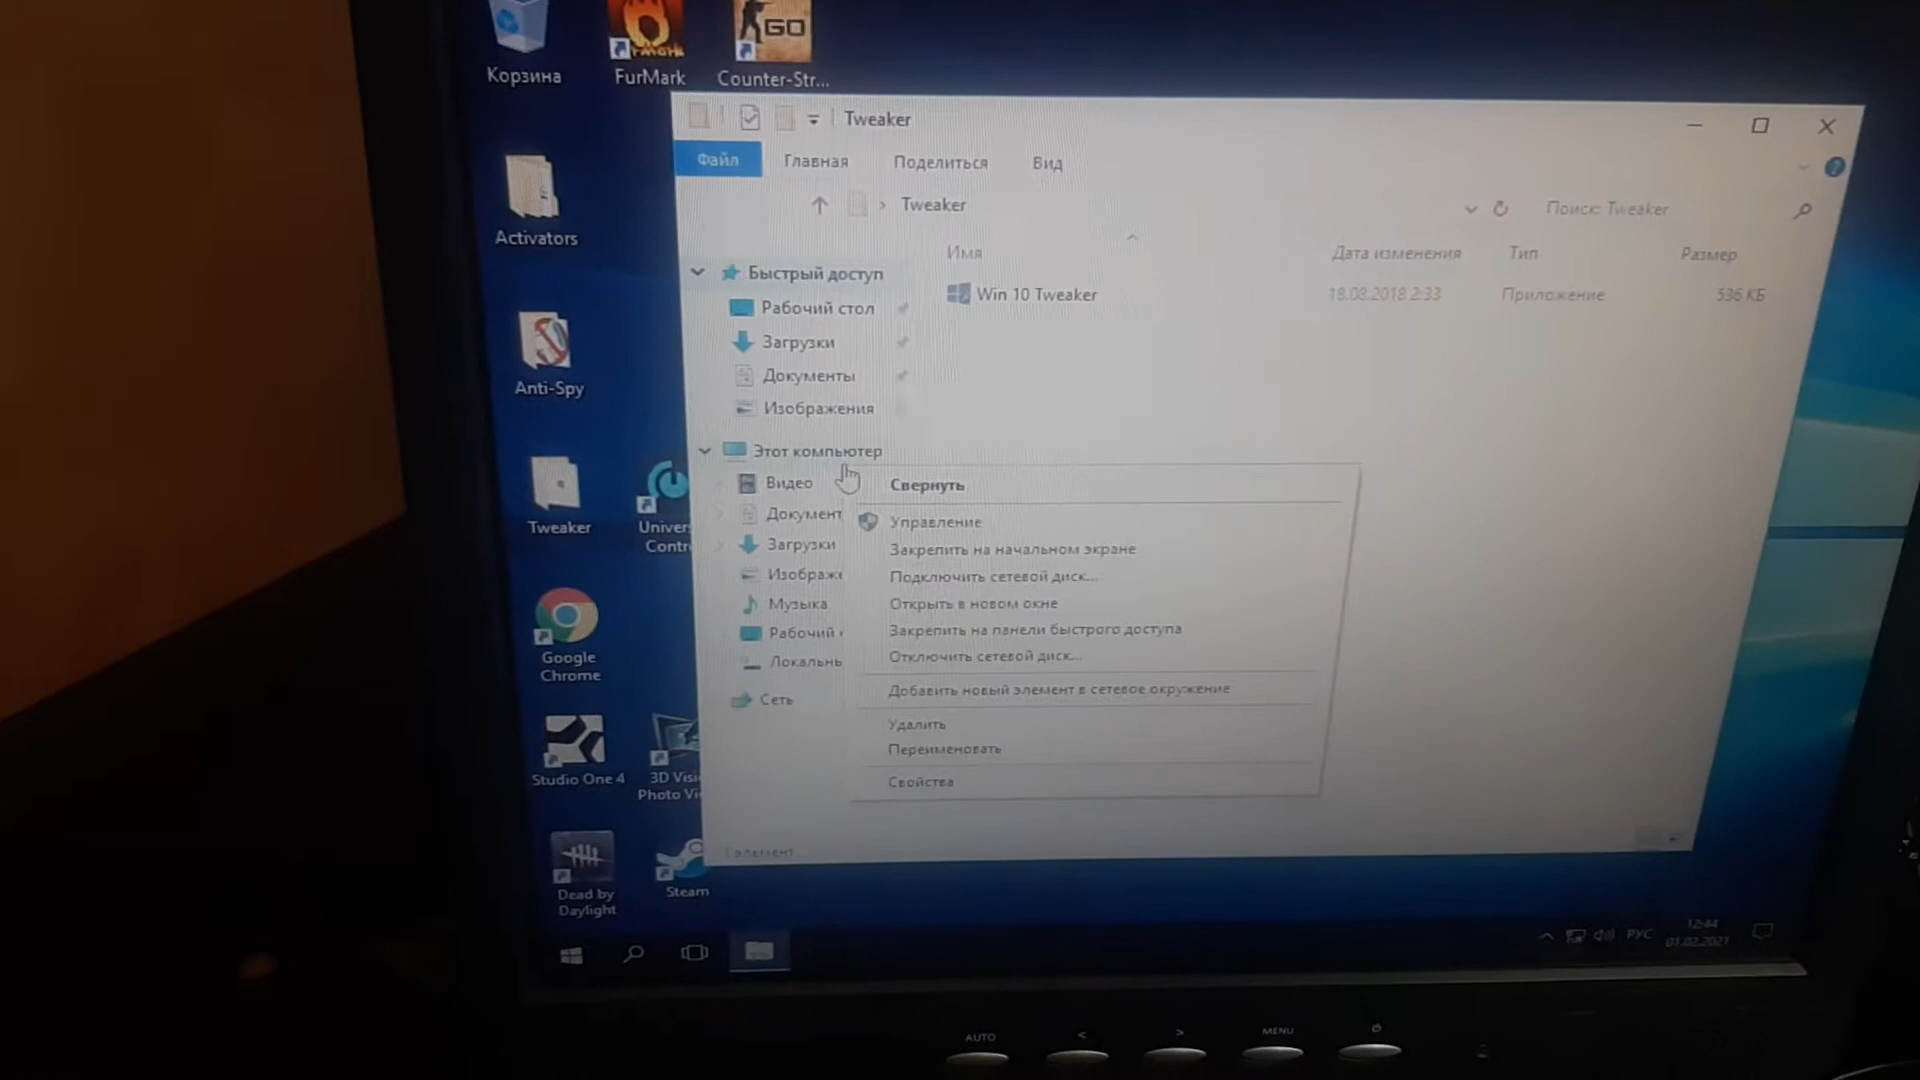 Корзина
FurMark
GO
Counter-Str...
Activators
Anti-Spy
Tweaker
Univer
Contr
Google
Chrome
Studio One 4
3D Visi
Photo Vi
Dead by
Daylight
Steam
Tweaker
Файл
Главная
Поделиться
Вид
Tweaker
Поиск: Tweaker
Имя
Дата изменения
Тип
Размер
Win 10 Tweaker
18.08.2018 2:33
Приложение
536 КБ
Быстрый доступ
Рабочий стол
Загрузки
Документы
Изображения
Этот компьютер
Видео
Документ
Загрузки
Изображе
Музыка
Рабочий
Локальны
Сеть
Свернуть
Управление
Закрепить на начальном экране
Подключить сетевой диск...
Открыть в новом окне
Закрепить на панели быстрого доступа
Отключить сетевой диск...
Добавить новый элемент в сетевое окружение
Удалить
Переименовать
Свойства
1 элемент
РУС
12:44
01.02.2021
AUTO
<
>
MENU